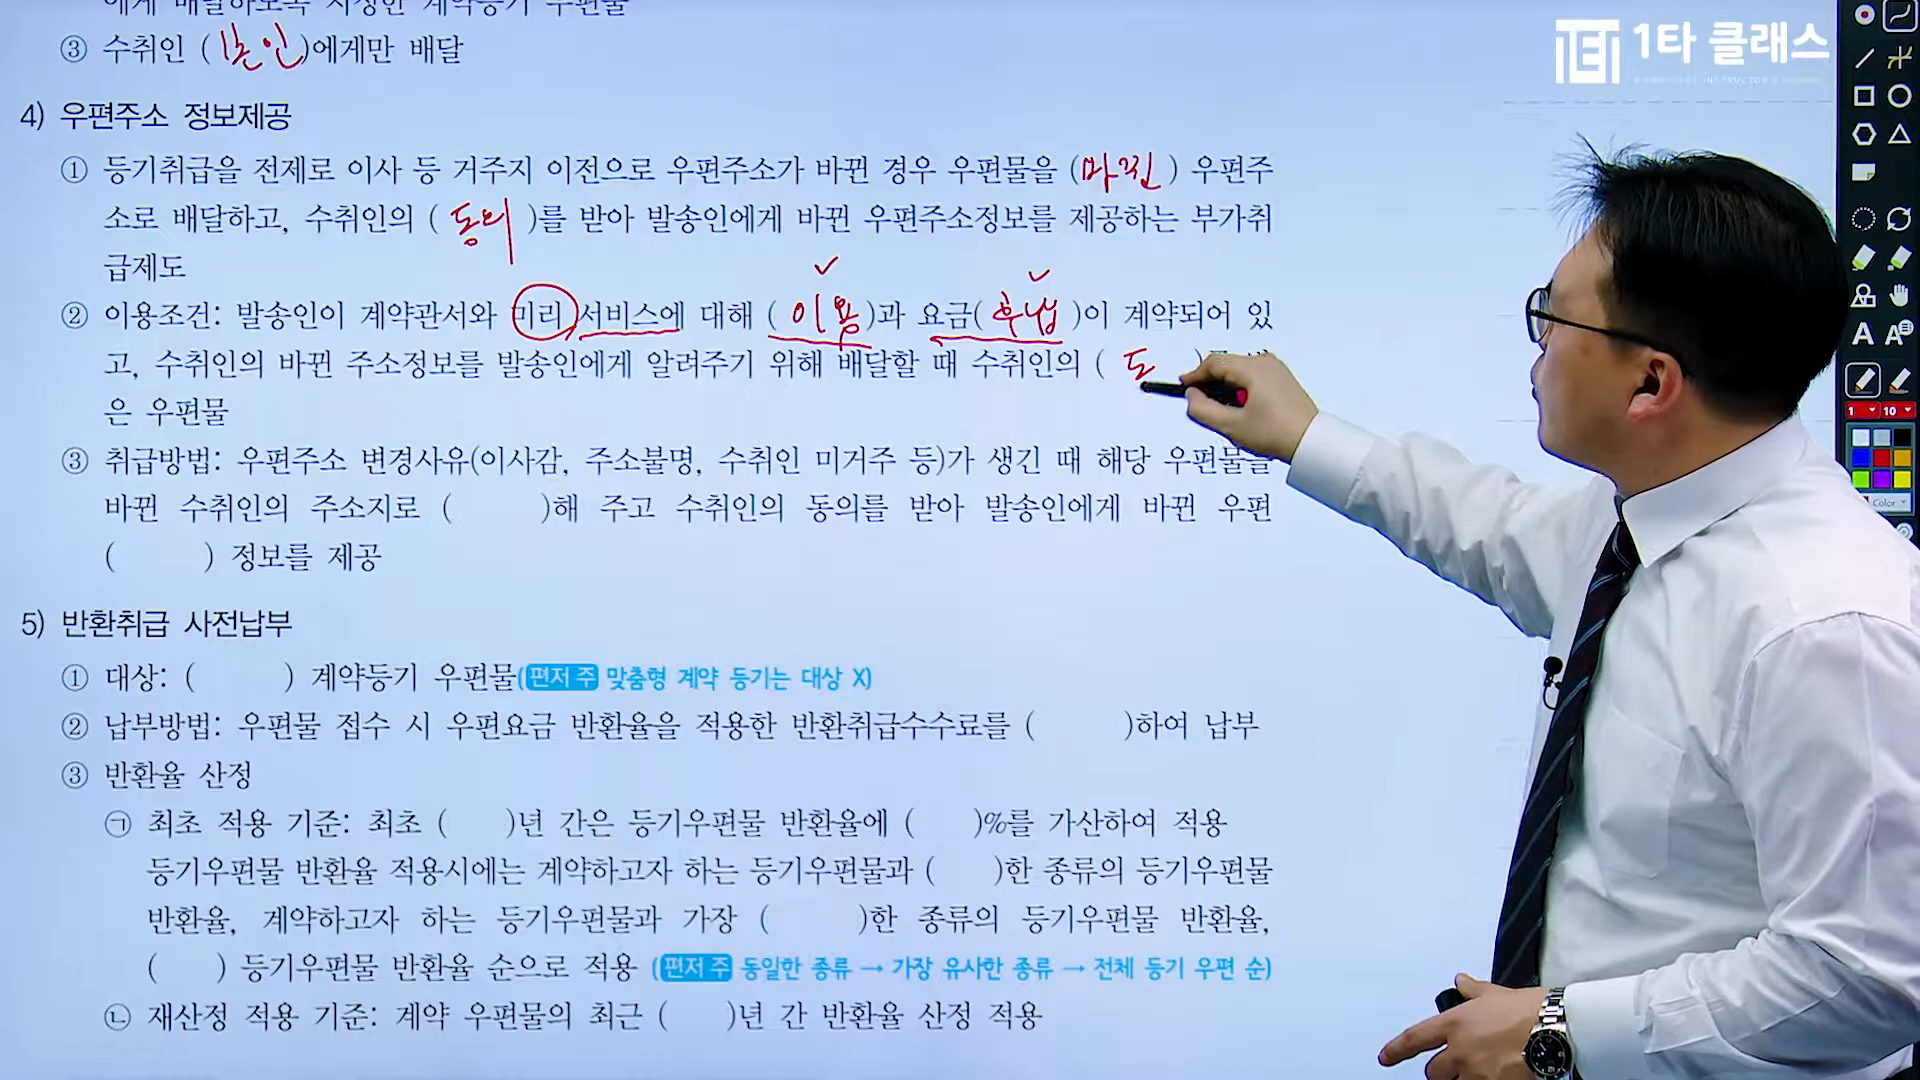 에게 배달하도록 지정한 계약등기 우편물
③ 수취인 (본인)에게만 배달
1타 클래스
4) 우편주소 정보제공
① 등기취급을 전제로 이사 등 거주지 이전으로 우편주소가 바뀐 경우 우편물을 (바뀐) 우편주
소로 배달하고, 수취인의 ( 동의 )를 받아 발송인에게 바뀐 우편주소정보를 제공하는 부가취
급제도
② 이용조건: 발송인이 계약관서와 미리 서비스에 대해 ( 이용 )과 요금( 후납 )이 계약되어 있
고, 수취인의 바뀐 주소정보를 발송인에게 알려주기 위해 배달할 때 수취인의 (     )를
은 우편물
③ 취급방법: 우편주소 변경사유(이사감, 주소불명, 수취인 미거주 등)가 생긴 때 해당 우편물을
바뀐 수취인의 주소지로 (     )해 주고 수취인의 동의를 받아 발송인에게 바뀐 우편
(     ) 정보를 제공
5) 반환취급 사전납부
① 대상: (     ) 계약등기 우편물(편저 주 맞춤형 계약 등기는 대상 X)
② 납부방법: 우편물 접수 시 우편요금 반환율을 적용한 반환취급수수료를 (     )하여 납부
③ 반환율 산정
㉠ 최초 적용 기준: 최초 (     )년 간은 등기우편물 반환율에 (     )%를 가산하여 적용
등기우편물 반환율 적용시에는 계약하고자 하는 등기우편물과 (     )한 종류의 등기우편물
반환율, 계약하고자 하는 등기우편물과 가장 (     )한 종류의 등기우편물 반환율,
(     ) 등기우편물 반환율 순으로 적용 (편저 주 동일한 종류 → 가장 유사한 종류 → 전체 등기 우편 순)
㉡ 재산정 적용 기준: 계약 우편물의 최근 (     )년 간 반환율 산정 적용
A A
1 10
Color